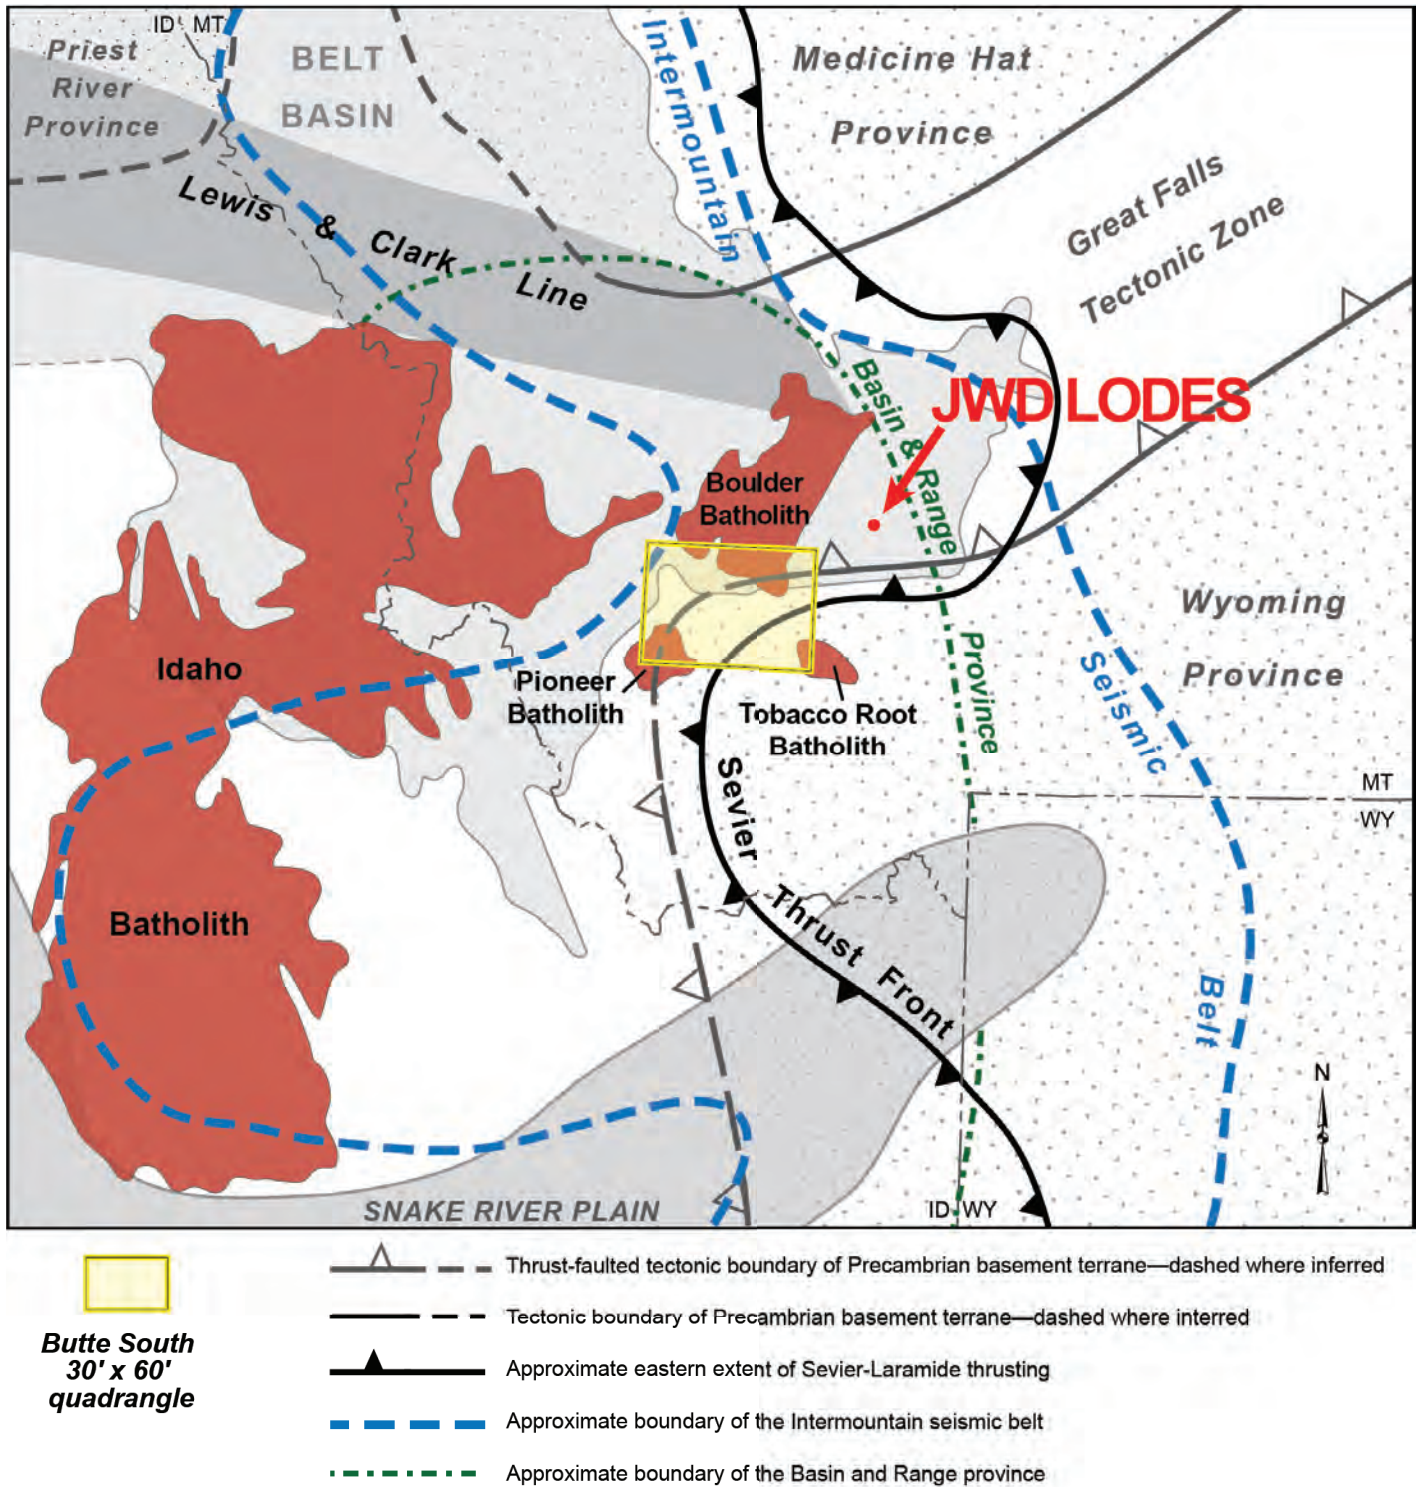 ID MT
Priest
River
Province
BELT
BASIN
Intermountain
Medicine Hat
Province
Great Falls
Tectonic Zone
Lewis & Clark Line
JWD LODES
Basin & Range
Province
Boulder
Batholith
Wyoming
Province
Idaho
Batholith
Pioneer
Batholith
Tobacco Root
Batholith
Seismic
Belt
MT
WY
Sevier Thrust Front
N
ID WY
SNAKE RIVER PLAIN
Butte South
30' x 60'
quadrangle
Thrust-faulted tectonic boundary of Precambrian basement terrane—dashed where inferred
Tectonic boundary of Precambrian basement terrane—dashed where interred
Approximate eastern extent of Sevier-Laramide thrusting
Approximate boundary of the Intermountain seismic belt
Approximate boundary of the Basin and Range province